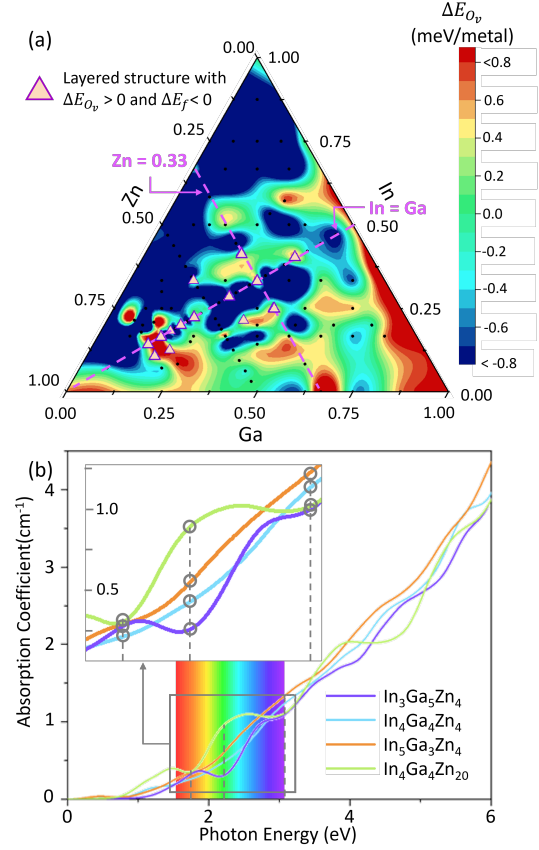 (a)
ΔE_{O_v}
(meV/metal)
Layered structure with
ΔE_{O_v} > 0 and ΔE_f < 0
0.00
1.00
<0.8
0.6
0.4
0.2
0.0
-0.2
-0.4
-0.6
< -0.8
0.25
0.75
Zn = 0.33
Zn
In
In = Ga
0.50
0.50
0.75
0.25
1.00
0.00
0.00
0.25
0.50
0.75
1.00
Ga
(b)
Absorption Coefficient(cm⁻¹)
4
3
2
1
0
1.0
0.5
In₃Ga₅Zn₄
In₄Ga₄Zn₄
In₅Ga₃Zn₄
In₄Ga₄Zn₂₀
0
2
4
6
Photon Energy (eV)